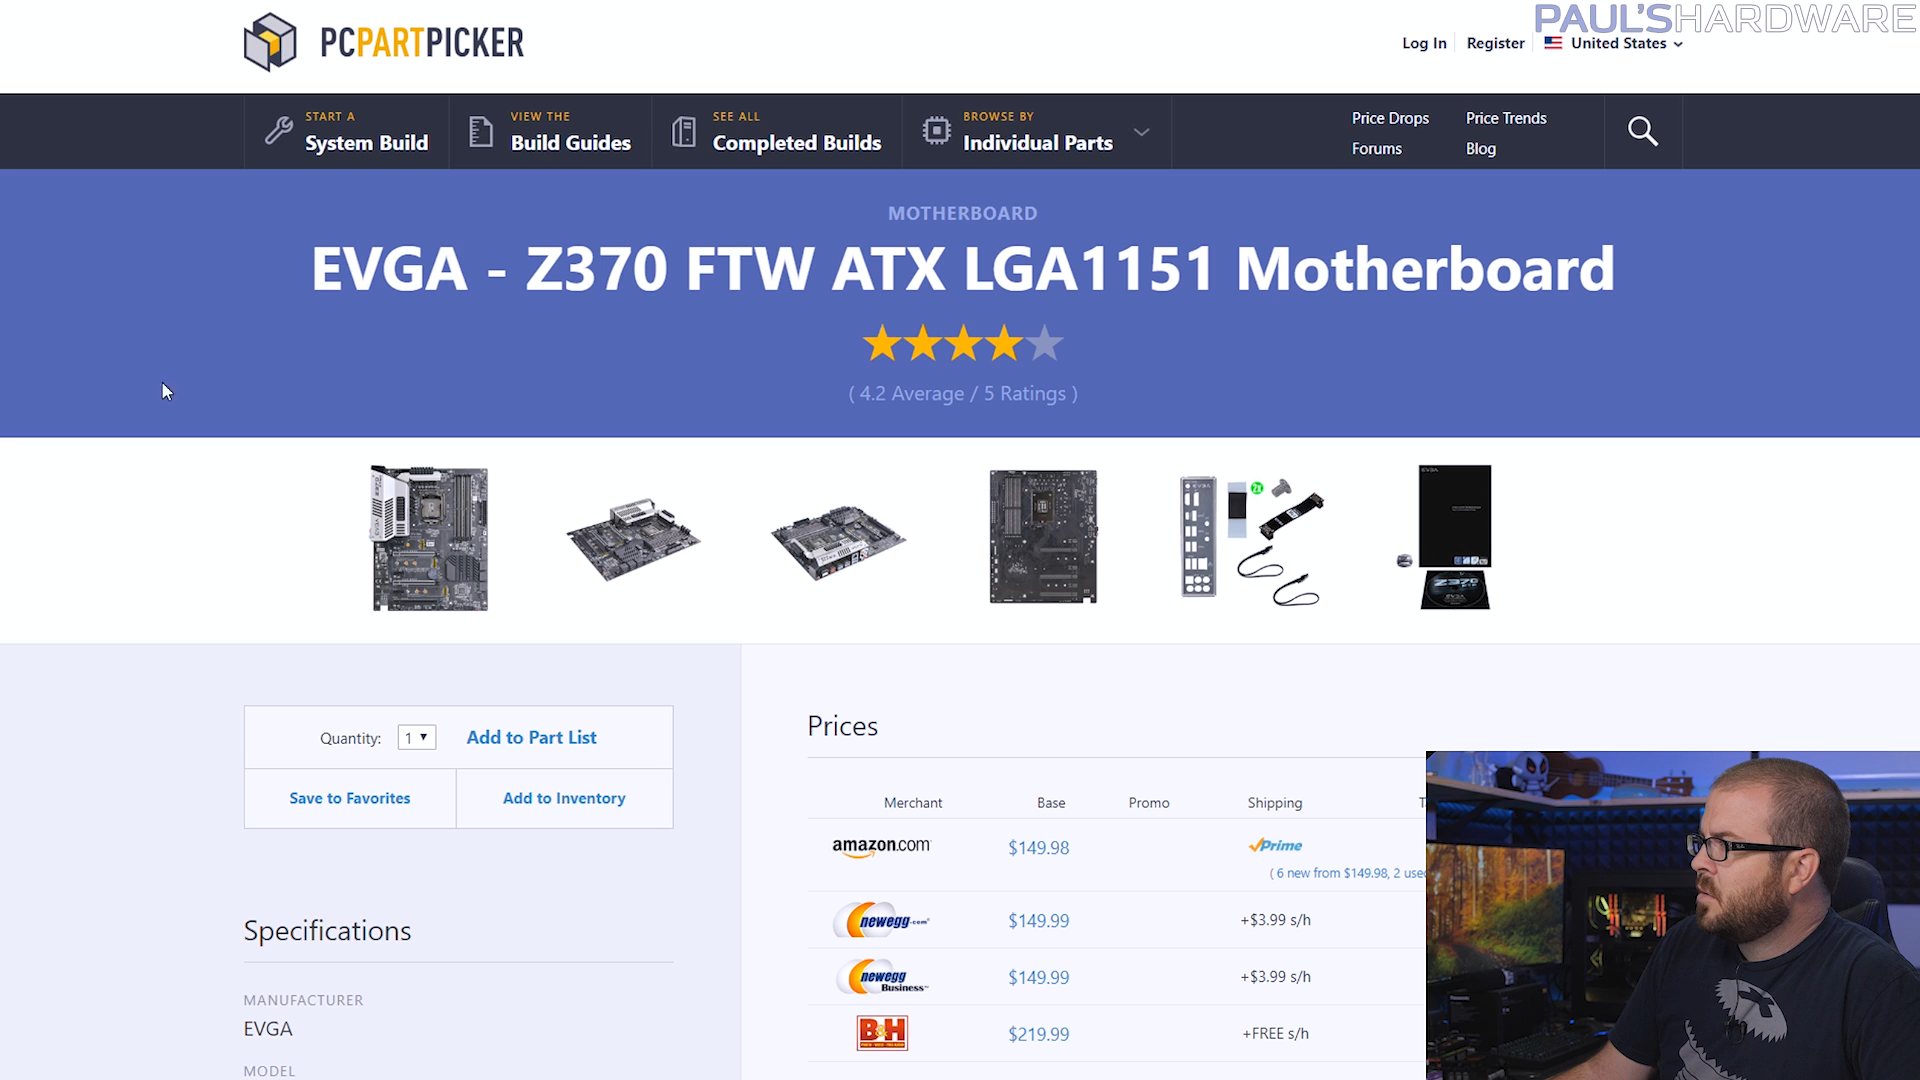 PAUL'SHARDWARE
PCPARTPICKER
Log In
Register
United States
START A
System Build
VIEW THE
Build Guides
SEE ALL
Completed Builds
BROWSE BY
Individual Parts
Price Drops
Price Trends
Forums
Blog
MOTHERBOARD
EVGA - Z370 FTW ATX LGA1151 Motherboard
( 4.2 Average / 5 Ratings )
Quantity: 1
Add to Part List
Save to Favorites
Add to Inventory
Specifications
MANUFACTURER
EVGA
MODEL
Prices
Merchant Base Promo Shipping
amazon.com $149.98 Prime
( 6 new from $149.98, 2 used
newegg.com $149.99 +$3.99 s/h
newegg Business $149.99 +$3.99 s/h
B&H $219.99 +FREE s/h